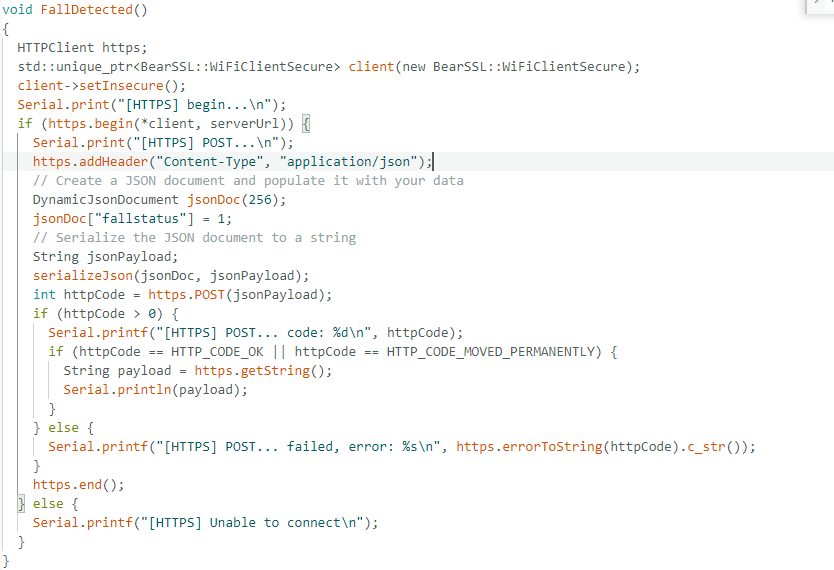 void FallDetected()
{
  HTTPClient https;
  std::unique_ptr<BearSSL::WiFiClientSecure> client(new BearSSL::WiFiClientSecure);
  client->setInsecure();
  Serial.print("[HTTPS] begin...\n");
  if (https.begin(*client, serverUrl)) {
    Serial.print("[HTTPS] POST...\n");
    https.addHeader("Content-Type", "application/json");
    // Create a JSON document and populate it with your data
    DynamicJsonDocument jsonDoc(256);
    jsonDoc["fallstatus"] = 1;
    // Serialize the JSON document to a string
    String jsonPayload;
    serializeJson(jsonDoc, jsonPayload);
    int httpCode = https.POST(jsonPayload);
    if (httpCode > 0) {
      Serial.printf("[HTTPS] POST... code: %d\n", httpCode);
      if (httpCode == HTTP_CODE_OK || httpCode == HTTP_CODE_MOVED_PERMANENTLY) {
        String payload = https.getString();
        Serial.println(payload);
      }
    } else {
      Serial.printf("[HTTPS] POST... failed, error: %s\n", https.errorToString(httpCode).c_str());
    }
    https.end();
  } else {
    Serial.printf("[HTTPS] Unable to connect\n");
  }
}